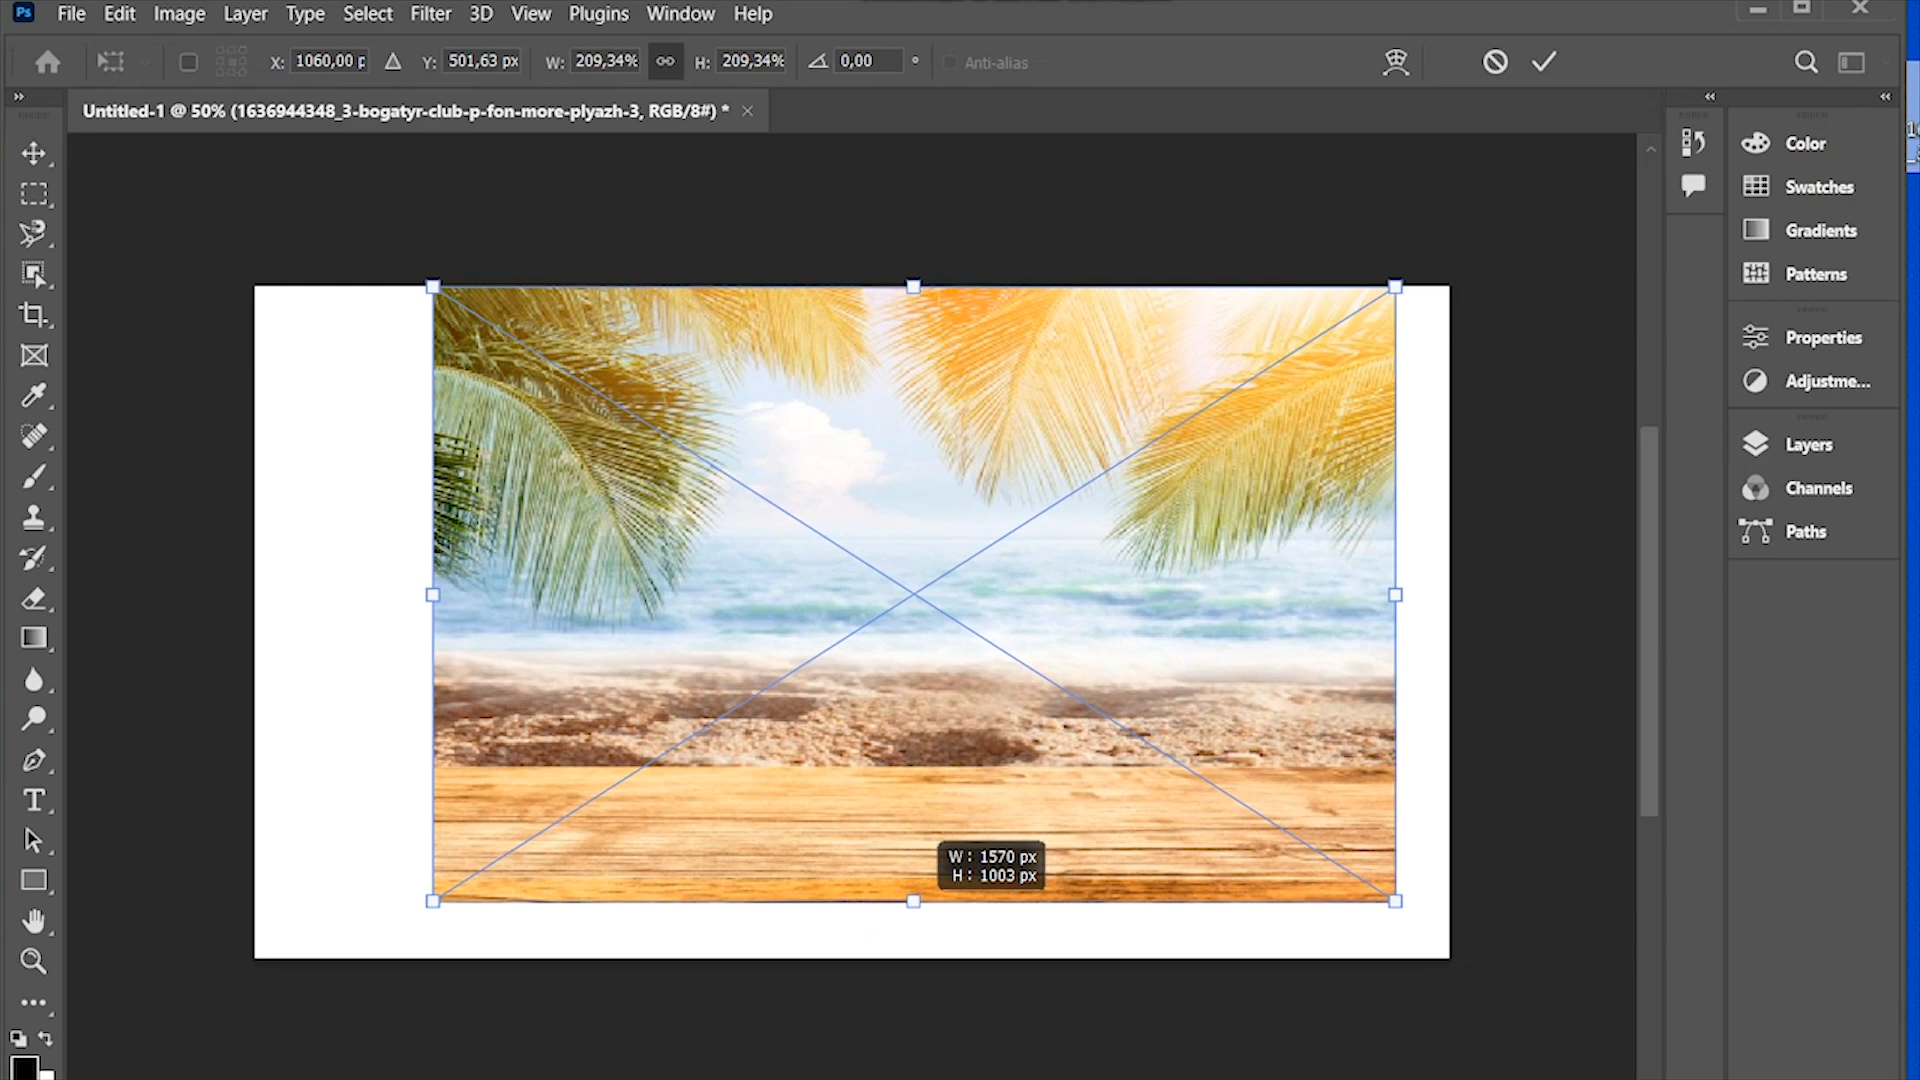 Ps File Edit Image Layer Type Select Filter 3D View Plugins Window Help
X: 1060,00 p Y: 501,63 px W: 209,34% H: 209,34% 0,00 ° Anti-alias
Untitled-1 @ 50% (1636944348_3-bogatyr-club-p-fon-more-plyazh-3, RGB/8#) *
Color
Swatches
Gradients
Patterns
Properties
Adjustme...
Layers
Channels
Paths
W: 1570 px
H: 1003 px